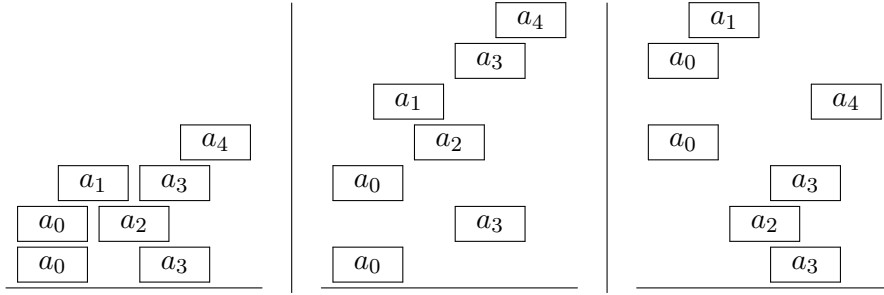 a₄ a₁
a₃ a₀
a₁ a₄
a₄ a₂ a₀
a₁ a₃ a₀ a₃
a₀ a₂ a₃ a₂
a₀ a₃ a₀ a₃